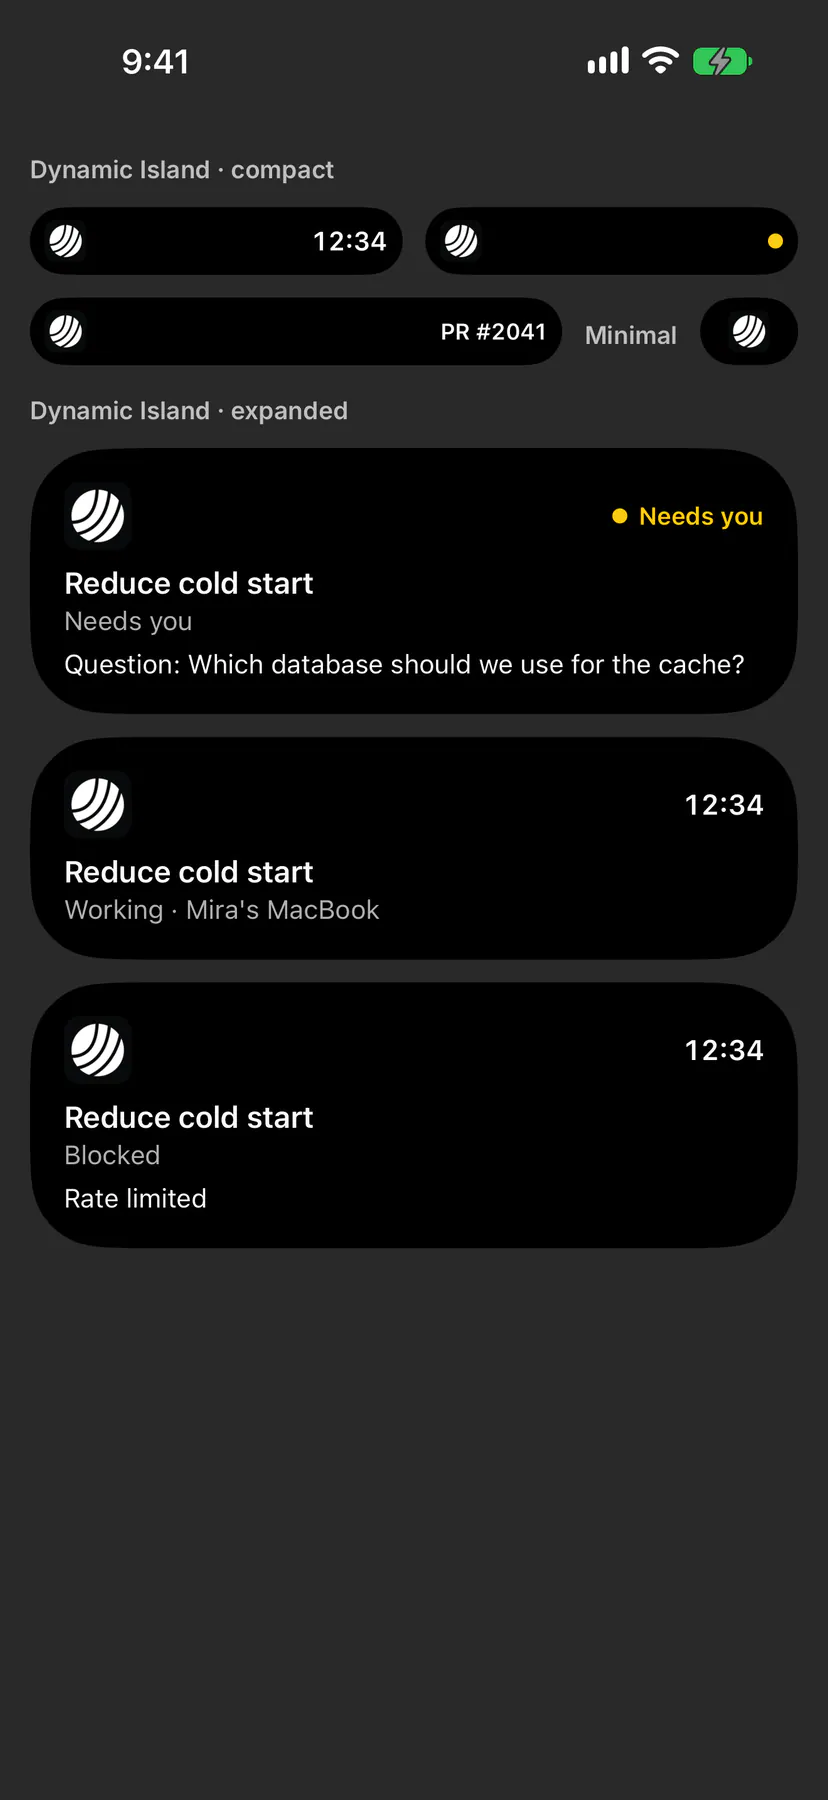 9:41
Dynamic Island · compact
12:34
PR #2041
Minimal
Dynamic Island · expanded
Needs you
Reduce cold start
Needs you
Question: Which database should we use for the cache?
12:34
Reduce cold start
Working · Mira's MacBook
12:34
Reduce cold start
Blocked
Rate limited